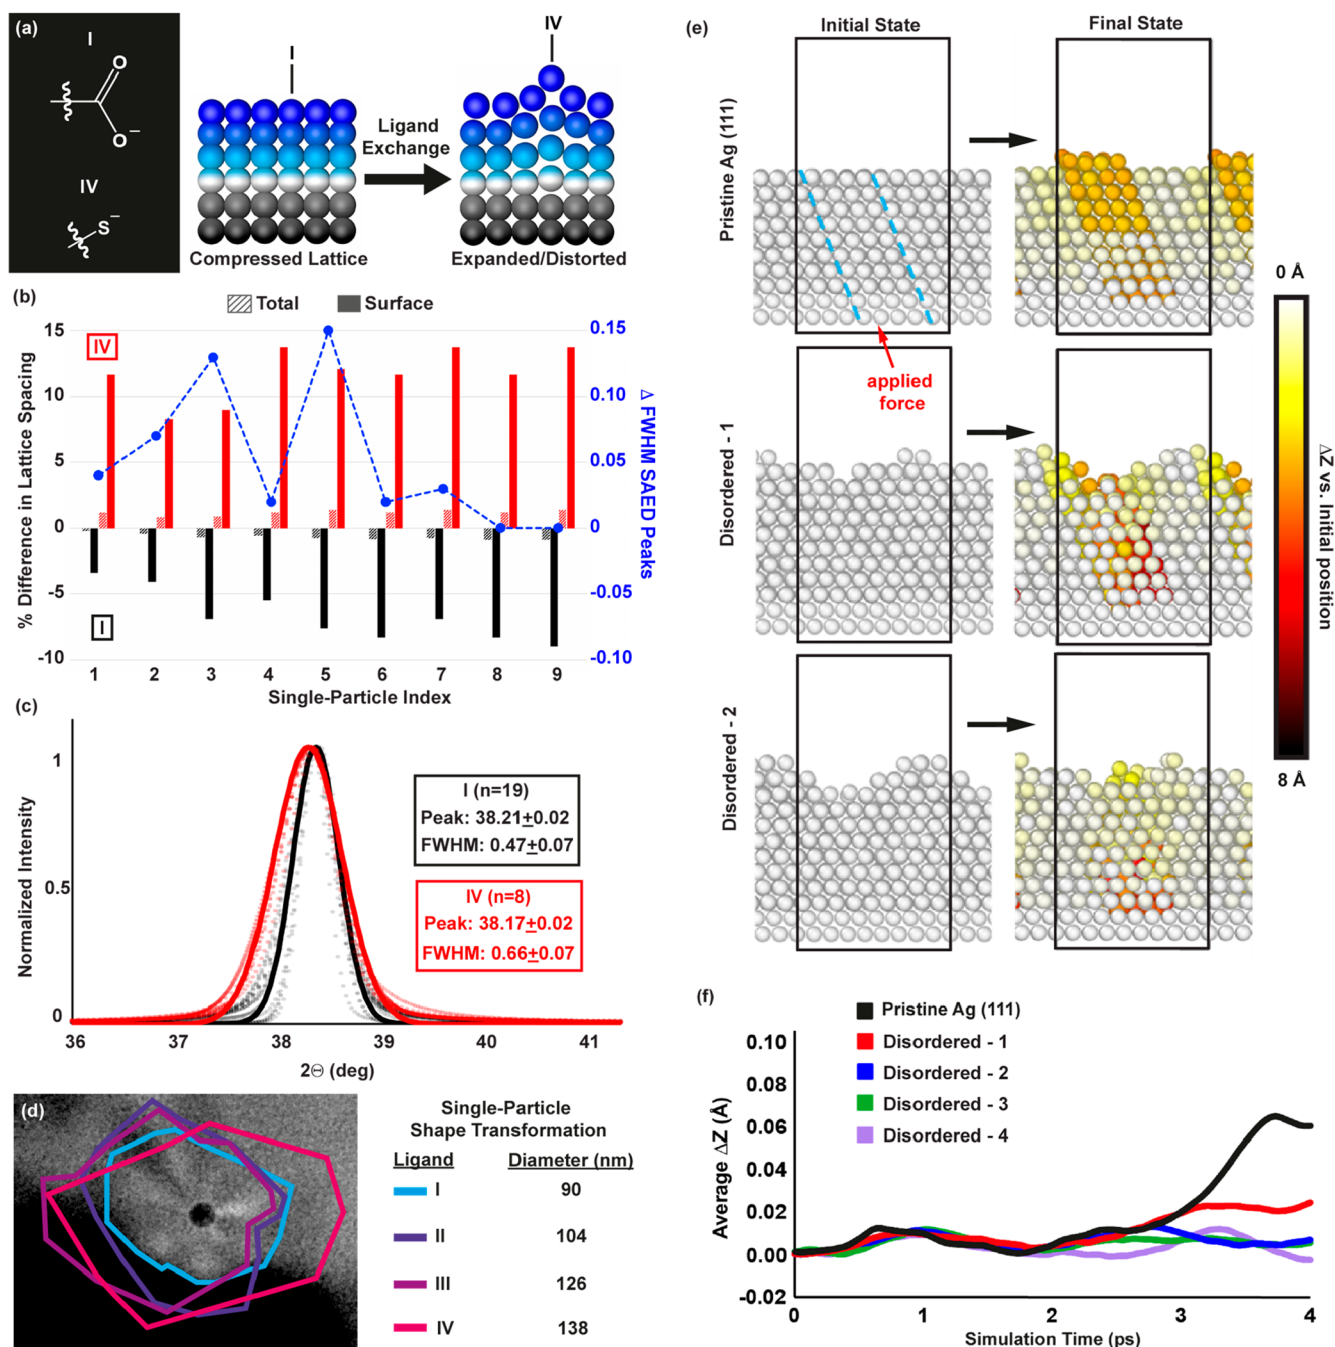 (a)
I
O
O
−
IV
S
−
I
Ligand
Exchange
IV
Compressed Lattice
Expanded/Distorted
(b)
Total
Surface
% Difference in Lattice Spacing
15
10
5
0
-5
-10
IV
I
0.15
0.10
0.05
0
-0.05
-0.10
Δ FWHM SAED Peaks
1 2 3 4 5 6 7 8 9
Single-Particle Index
(c)
Normalized Intensity
1
0.5
0
I (n=19)
Peak: 38.21±0.02
FWHM: 0.47±0.07
IV (n=8)
Peak: 38.17±0.02
FWHM: 0.66±0.07
36 37 38 39 40 41
2Θ (deg)
(d)
Single-Particle
Shape Transformation
Ligand Diameter (nm)
I 90
II 104
III 126
IV 138
(e)
Initial State
Final State
Pristine Ag (111)
applied
force
Disordered - 1
Disordered - 2
0 Å
ΔZ vs. Initial position
8 Å
(f)
Pristine Ag (111)
Disordered - 1
Disordered - 2
Disordered - 3
Disordered - 4
Average ΔZ (Å)
0.10
0.08
0.06
0.04
0.02
0.00
-0.02
0 1 2 3 4
Simulation Time (ps)